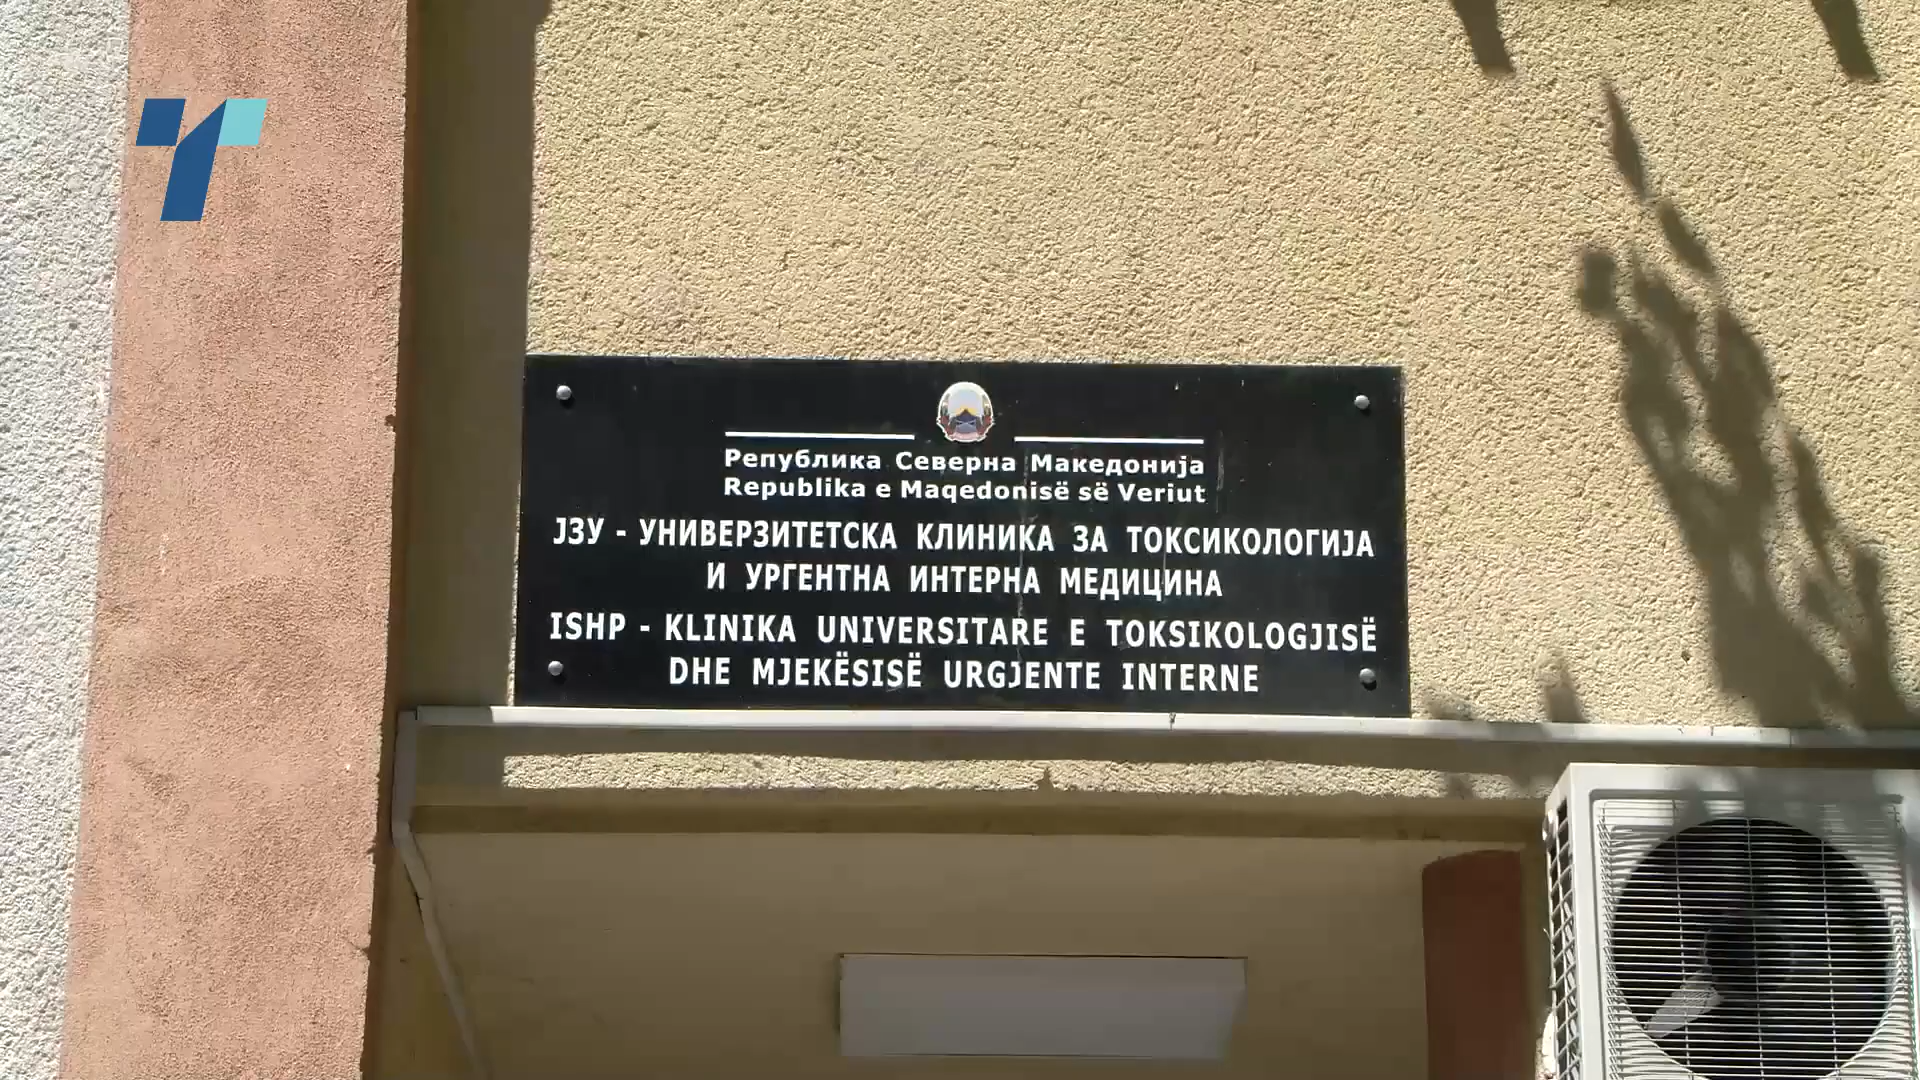 Република Северна Македонија
Republika e Maqedonisë së Veriut
ЈЗУ - УНИВЕРЗИТЕТСКА КЛИНИКА ЗА ТОКСИКОЛОГИЈА
И УРГЕНТНА ИНТЕРНА МЕДИЦИНА
ISHP - KLINIKA UNIVERSITARE E TOKSIKOLOGJISË
DHE MJEKËSISË URGJENTE INTERNE